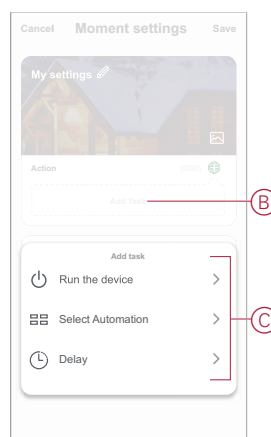 Cancel Moment settings Save
My settings
Action
Add Task
B
Add task
Run the device
Select Automation
C
Delay